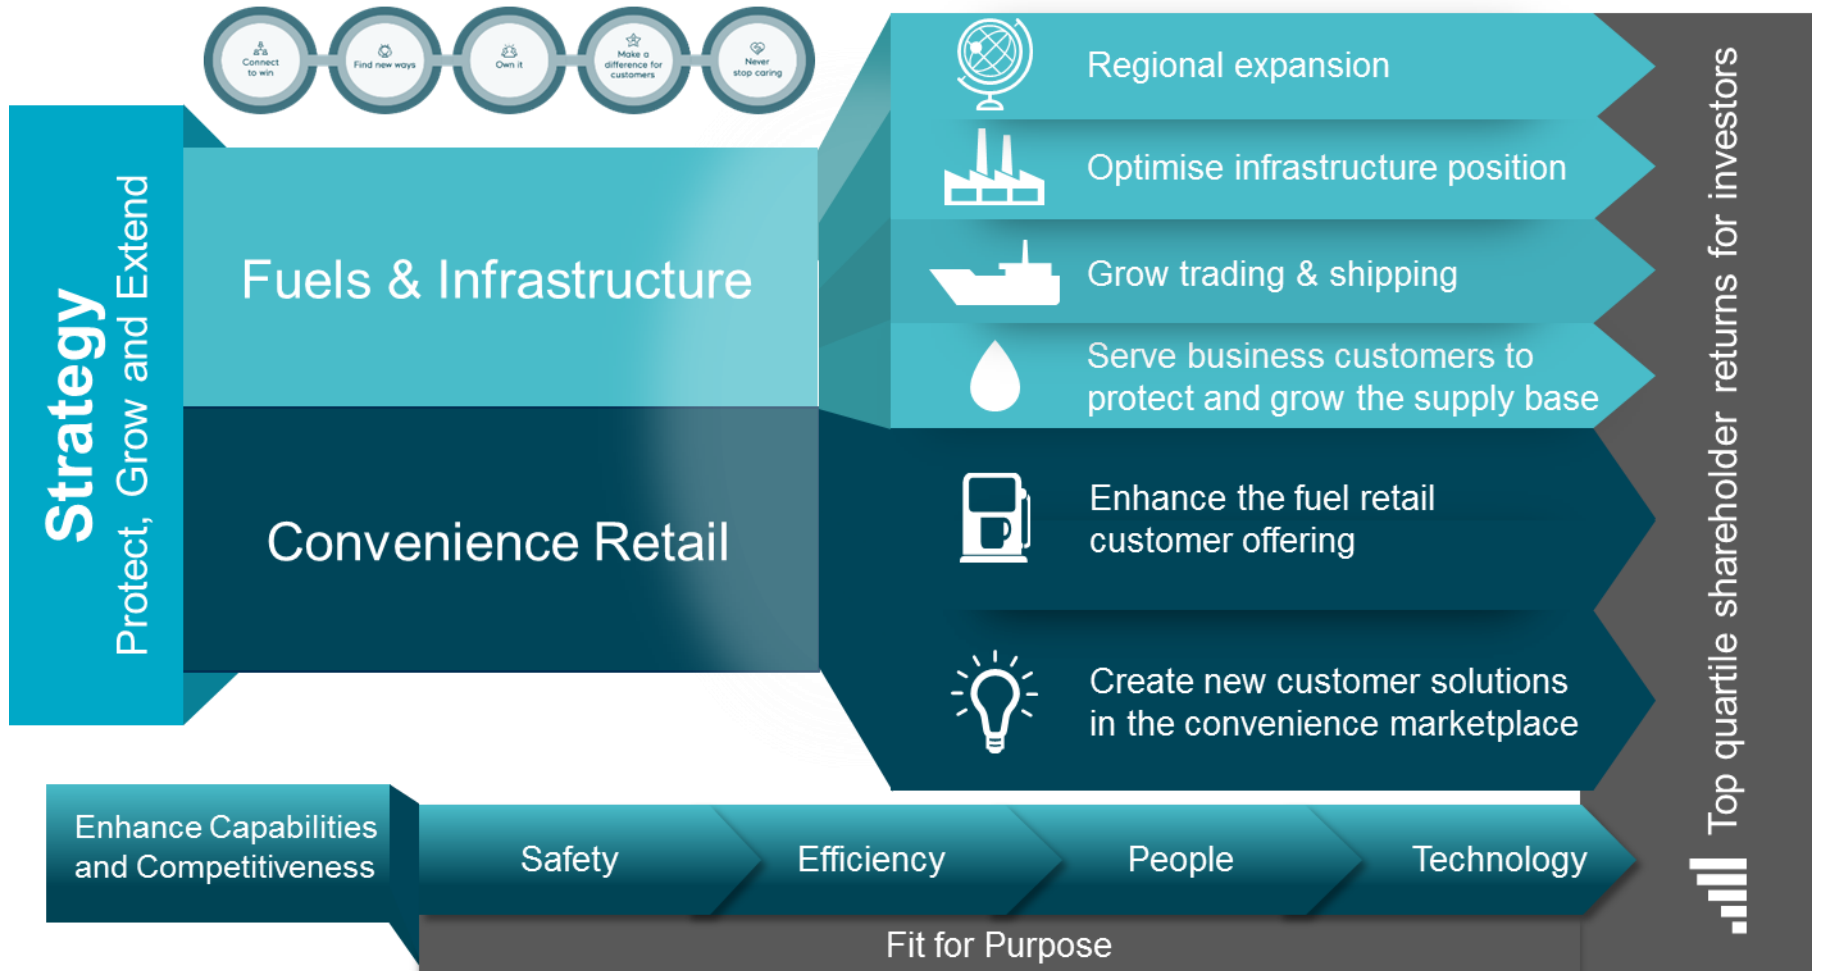 Connect
to win
Find new ways
Own it
Make a
difference for
customers
Never
stop caring
Strategy
Protect, Grow and Extend
Fuels & Infrastructure
Convenience Retail
Regional expansion
Optimise infrastructure position
Grow trading & shipping
Serve business customers to
protect and grow the supply base
Enhance the fuel retail
customer offering
Create new customer solutions
in the convenience marketplace
Top quartile shareholder returns for investors
Enhance Capabilities
and Competitiveness
Safety
Efficiency
People
Technology
Fit for Purpose